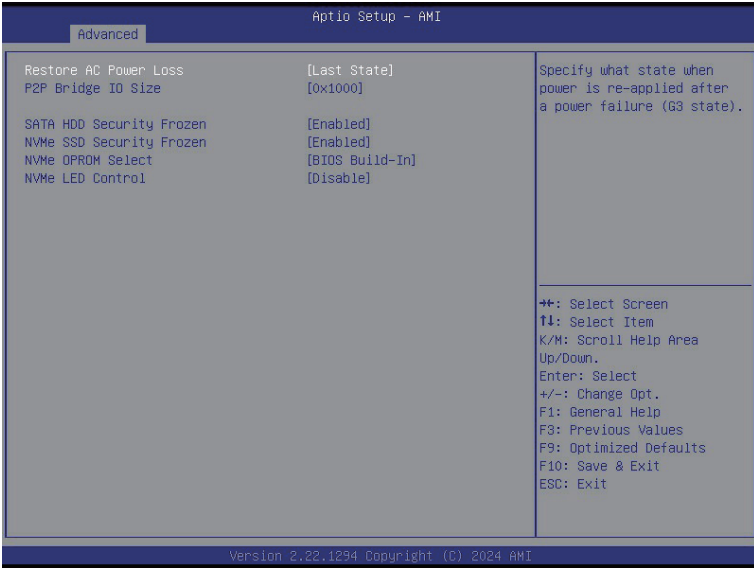 Aptio Setup – AMI
Advanced
Restore AC Power Loss [Last State]
P2P Bridge IO Size [0x1000]
SATA HDD Security Frozen [Enabled]
NVMe SSD Security Frozen [Enabled]
NVMe OPROM Select [BIOS Build-In]
NVMe LED Control [Disable]
Specify what state when
power is re-applied after
a power failure (G3 state).
→←: Select Screen
↑↓: Select Item
K/M: Scroll Help Area
Up/Down.
Enter: Select
+/-: Change Opt.
F1: General Help
F3: Previous Values
F9: Optimized Defaults
F10: Save & Exit
ESC: Exit
Version 2.22.1294 Copyright (C) 2024 AMI